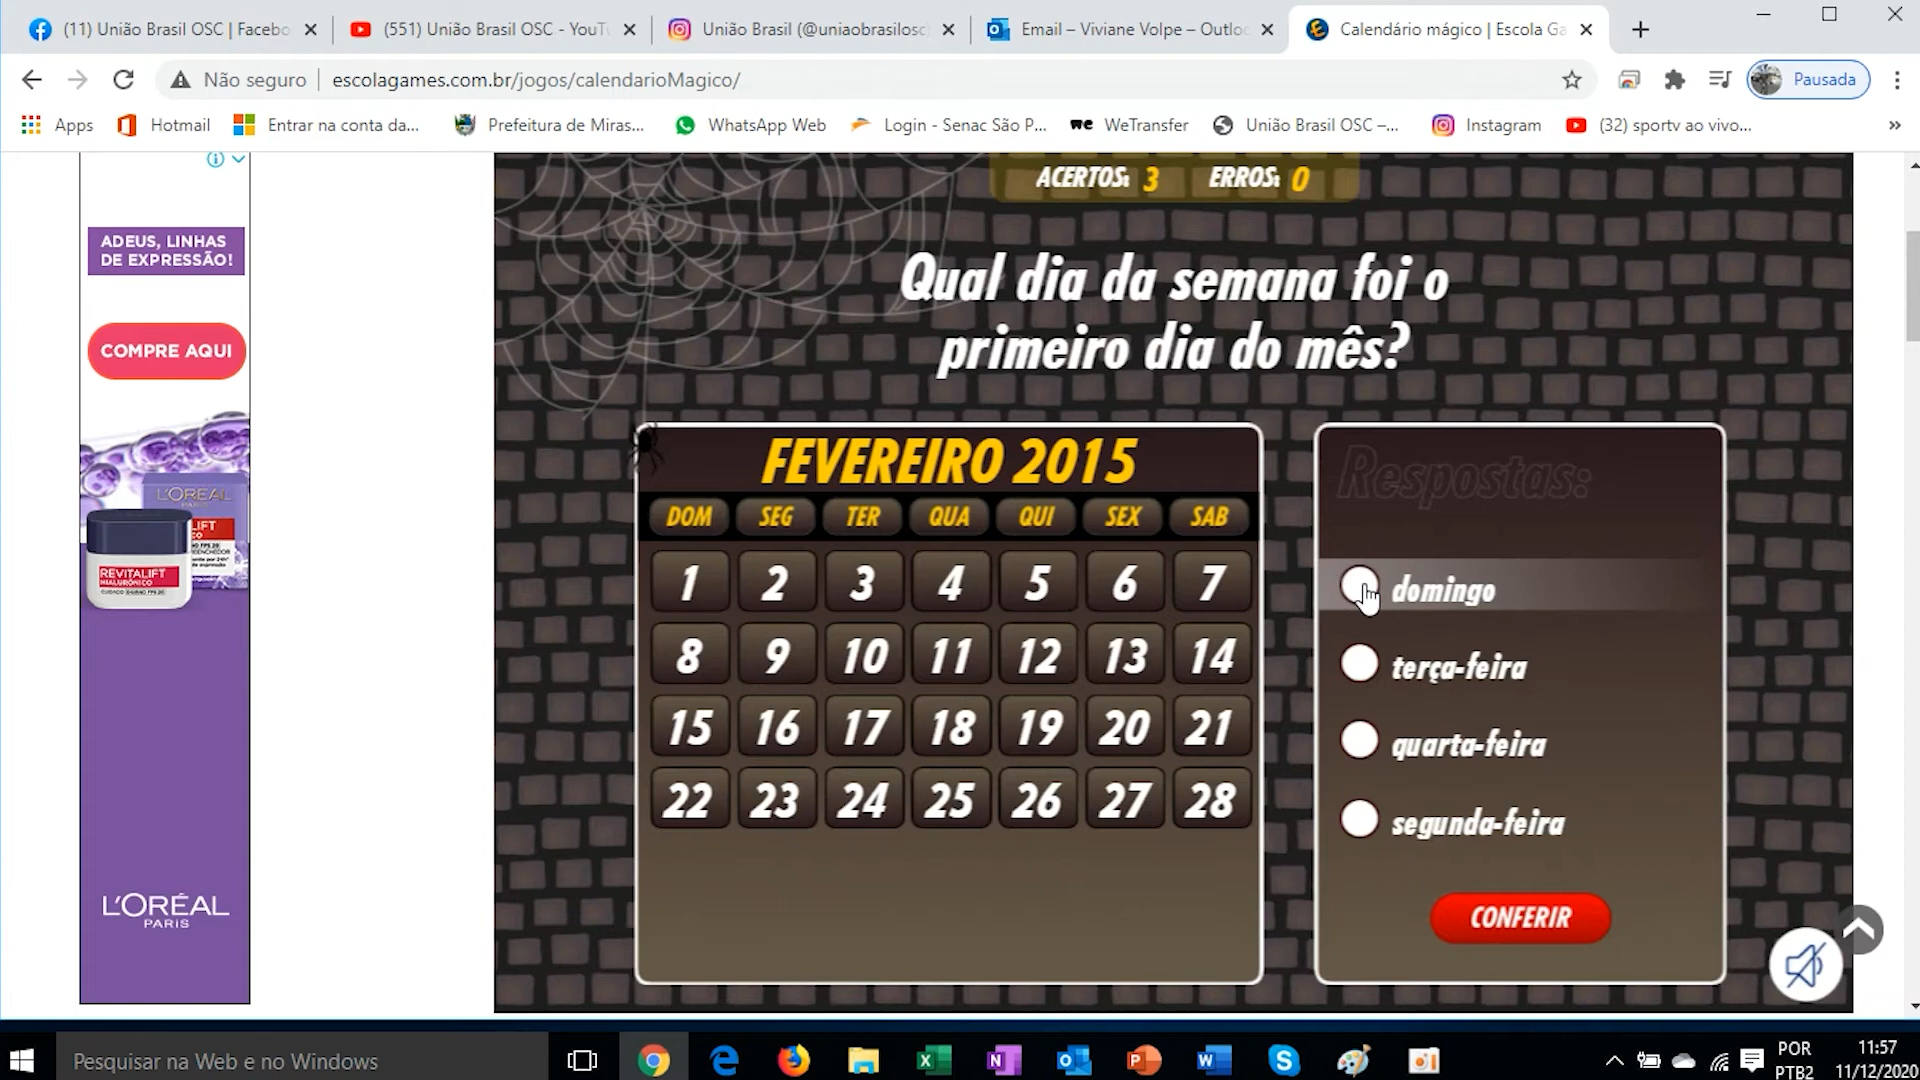 (11) União Brasil OSC | Facebo
(551) União Brasil OSC - YouTu
União Brasil (@uniaobrasilosc)
Email – Viviane Volpe – Outloo
Calendário mágico | Escola Ga
Não seguro
escolagames.com.br/jogos/calendarioMagico/
Pausada
Apps
Hotmail
Entrar na conta da...
Prefeitura de Miras...
WhatsApp Web
Login - Senac São P...
WeTransfer
União Brasil OSC –...
Instagram
(32) sportv ao vivo...
»
ADEUS, LINHAS
DE EXPRESSÃO!
COMPRE AQUI
L'ORÉAL
PARIS
REVITALIFT
HIALURÔNICO
L'ORÉAL
PARIS
ACERTOS: 3 ERROS: 0
Qual dia da semana foi o
primeiro dia do mês?
FEVEREIRO 2015
DOM SEG TER QUA QUI SEX SAB
1 2 3 4 5 6 7
8 9 10 11 12 13 14
15 16 17 18 19 20 21
22 23 24 25 26 27 28
Respostas:
domingo
terça-feira
quarta-feira
segunda-feira
CONFERIR
Pesquisar na Web e no Windows
POR
PTB2
11:57
11/12/2020